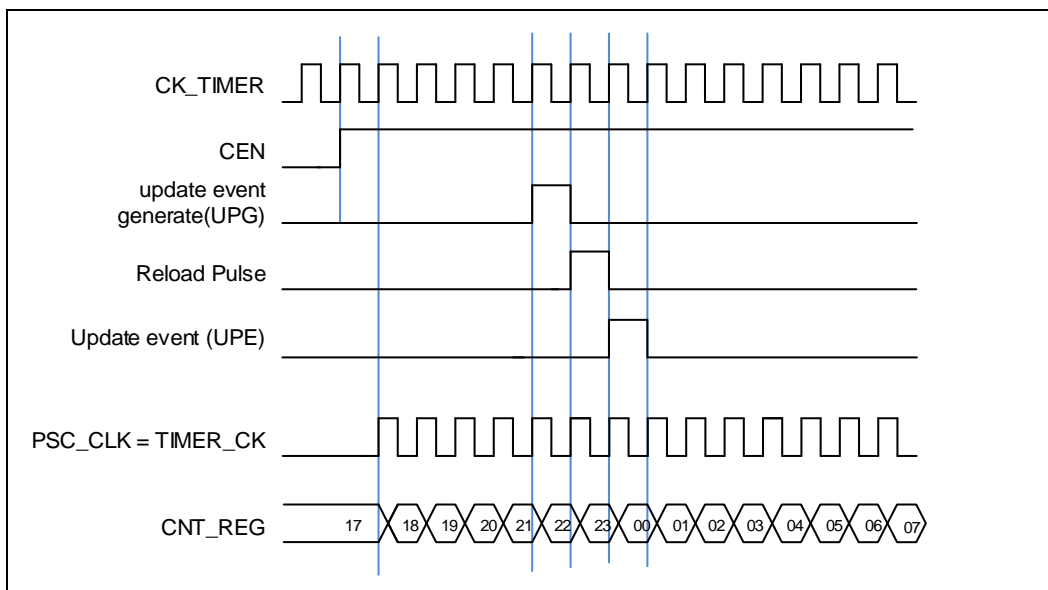 CK_TIMER
CEN
update event
generate(UPG)
Reload Pulse
Update event (UPE)
PSC_CLK = TIMER_CK
CNT_REG 17 18 19 20 21 22 23 00 01 02 03 04 05 06 07